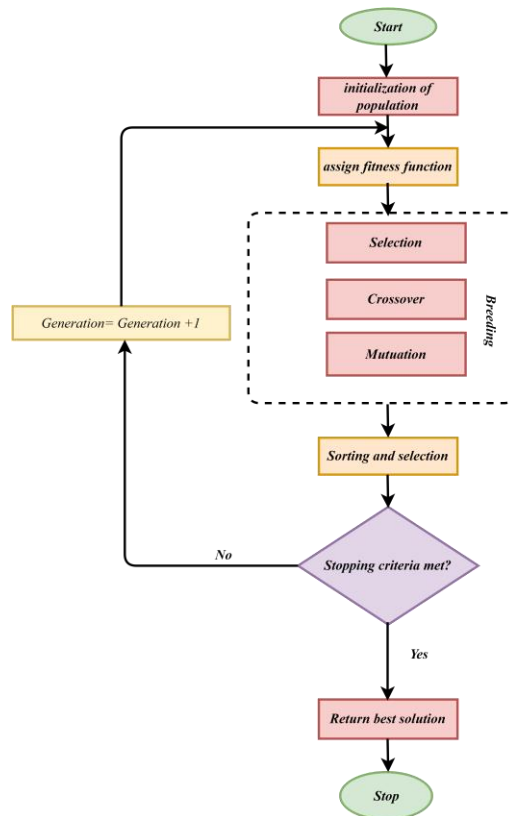 Start
initialization of
population
assign fitness function
Selection
Crossover
Mutuation
Breeding
Generation= Generation +1
Sorting and selection
Stopping criteria met?
No
Yes
Return best solution
Stop